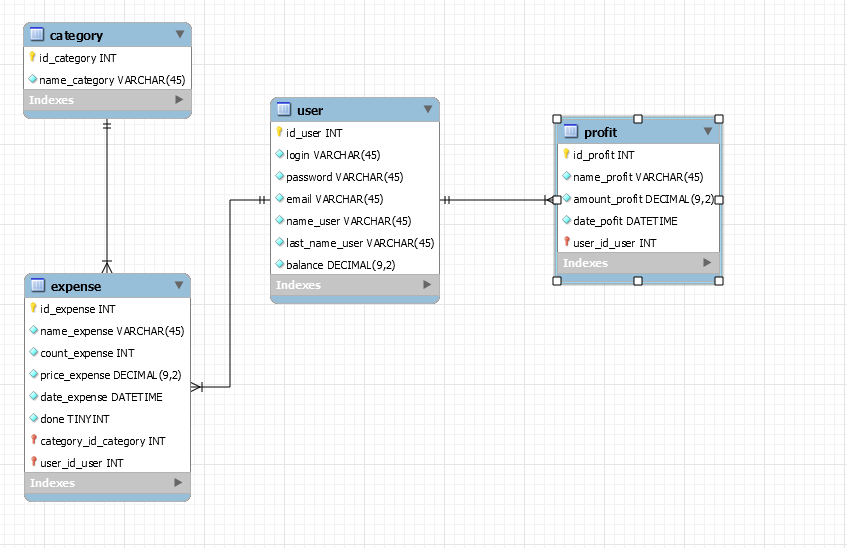 category
id_category INT
name_category VARCHAR(45)
Indexes
user
id_user INT
login VARCHAR(45)
password VARCHAR(45)
email VARCHAR(45)
name_user VARCHAR(45)
last_name_user VARCHAR(45)
balance DECIMAL(9,2)
Indexes
profit
id_profit INT
name_profit VARCHAR(45)
amount_profit DECIMAL(9,2)
date_pofit DATETIME
user_id_user INT
Indexes
expense
id_expense INT
name_expense VARCHAR(45)
count_expense INT
price_expense DECIMAL(9,2)
date_expense DATETIME
done TINYINT
category_id_category INT
user_id_user INT
Indexes